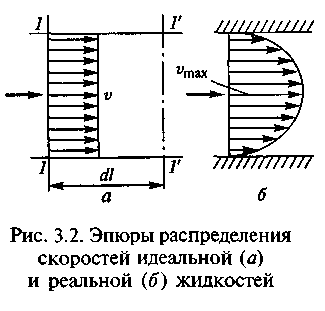 1 1'
v
v max
1 1'
dl
а б
Рис. 3.2. Эпюры распределения
скоростей идеальной (а)
и реальной (б) жидкостей